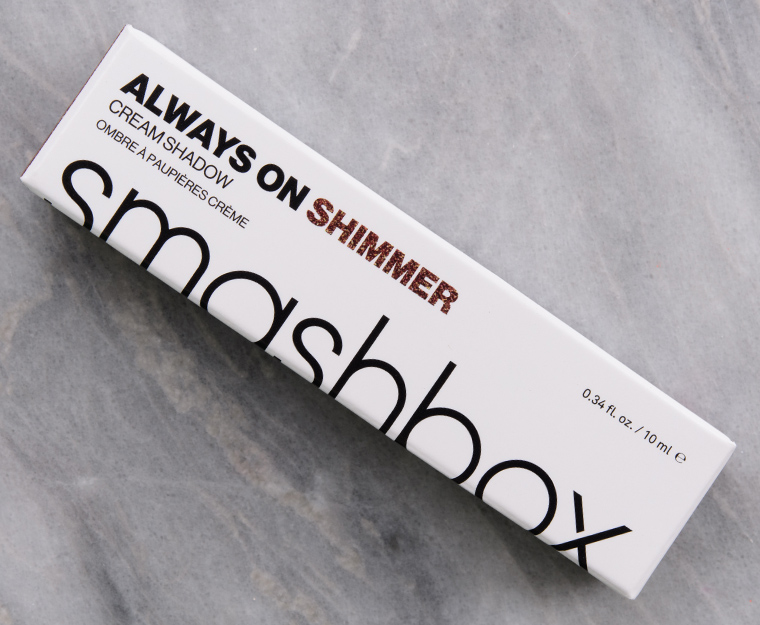 ALWAYS ON SHIMMER
CREAM SHADOW
OMBRE À PAUPIÈRES CRÈME
smashbox
0.34 fl. oz. / 10 ml ℮